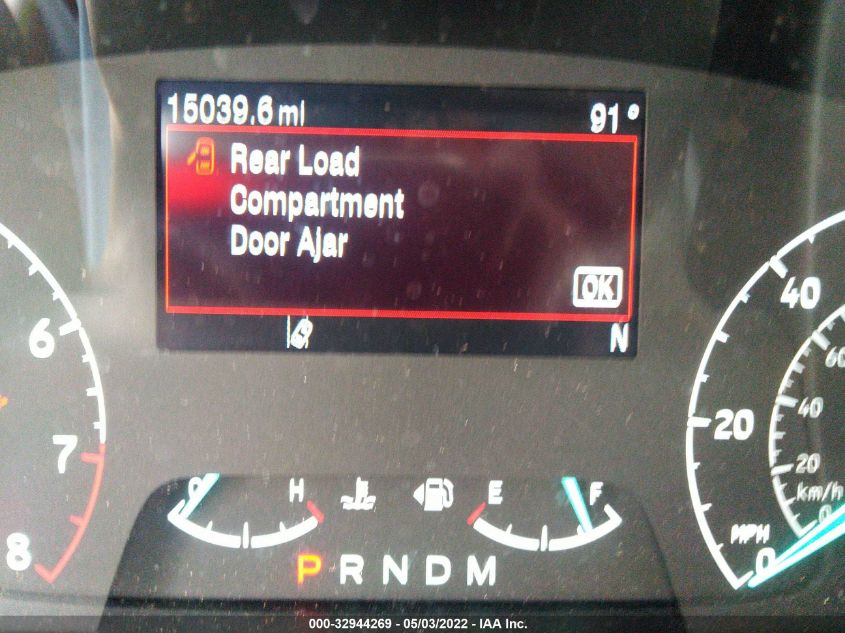 15039.6 mi 91°
Rear Load
Compartment
Door Ajar
OK
N
6
7
8
40
20
0
MPH
60
40
20
km/h
0
C H E F
P R N D M
000-32944269 - 05/03/2022 - IAA Inc.